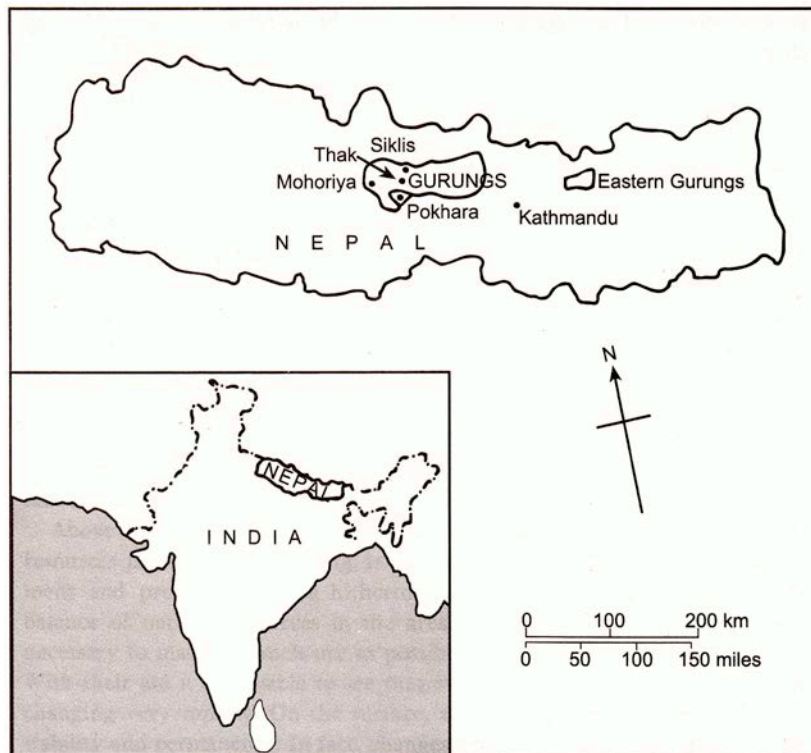 Siklis
Thak
Mohoriya
GURUNGS
Eastern Gurungs
Pokhara
Kathmandu
NEPAL
N
NEPAL
INDIA
0 100 200 km
0 50 100 150 miles